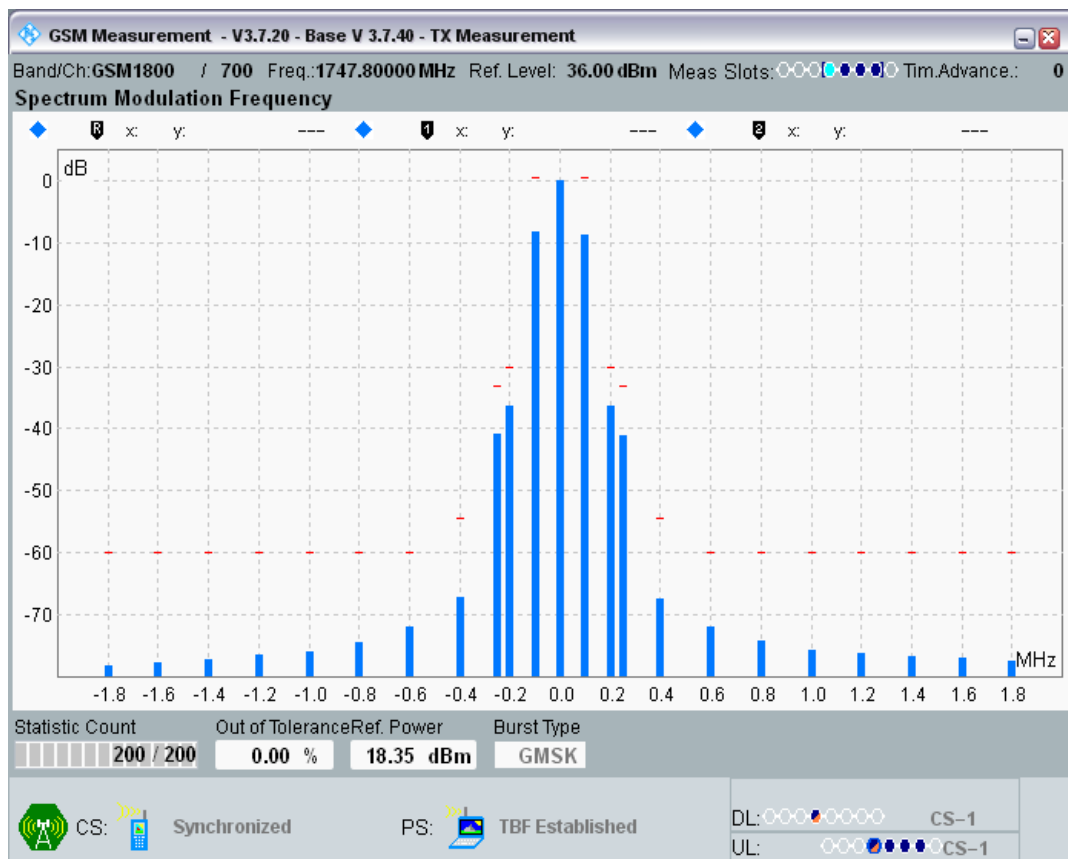 GSM Measurement - V3.7.20 - Base V 3.7.40 - TX Measurement
Band/Ch:GSM1800 / 700 Freq.:1747.80000 MHz Ref. Level: 36.00 dBm Meas Slots: Tim.Advance.: 0
Spectrum Modulation Frequency
R x: y: --- 1 x: y: --- 2 x: y: ---
dB
0
-10
-20
-30
-40
-50
-60
-70
MHz
-1.8 -1.6 -1.4 -1.2 -1.0 -0.8 -0.6 -0.4 -0.2 0.0 0.2 0.4 0.6 0.8 1.0 1.2 1.4 1.6 1.8
Statistic Count Out of Tolerance Ref. Power Burst Type
200 / 200 0.00 % 18.35 dBm GMSK
CS: Synchronized PS: TBF Established
DL: CS-1
UL: CS-1